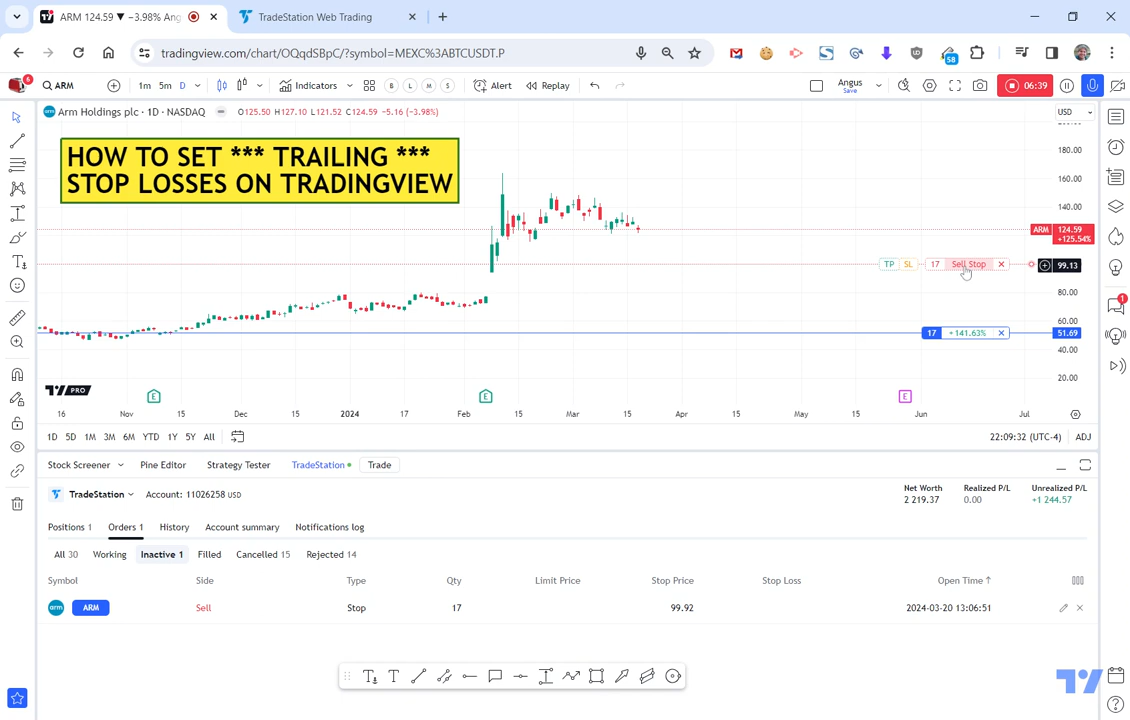 ARM 124.59 ▼ −3.98% Ang
TradeStation Web Trading
tradingview.com/chart/OQqdSBpC/?symbol=MEXC%3ABTCUSDT.P
58
6
ARM
1m
5m
D
Indicators
B
L
M
S
Alert
Replay
Angus
Save
06:39
Arm Holdings plc · 1D · NASDAQ
O125.50 H127.10 L121.52 C124.59 −5.16 (−3.98%)
USD
HOW TO SET *** TRAILING ***
STOP LOSSES ON TRADINGVIEW
180.00
160.00
140.00
ARM
124.59
+125.54%
TP
SL
17
Sell Stop
99.13
80.00
60.00
17
+141.63%
51.69
40.00
20.00
PRO
E
E
E
16
Nov
15
Dec
15
2024
17
Feb
15
Mar
15
Apr
15
May
15
Jun
Jul
1D
5D
1M
3M
6M
YTD
1Y
5Y
All
22:09:32 (UTC-4)
ADJ
1
Stock Screener
Pine Editor
Strategy Tester
TradeStation
Trade
TradeStation
Account: 11026258 USD
Net Worth
2 219.37
Realized P/L
0.00
Unrealized P/L
+1 244.57
Positions 1
Orders 1
History
Account summary
Notifications log
All 30
Working
Inactive 1
Filled
Cancelled 15
Rejected 14
Symbol
Side
Type
Qty
Limit Price
Stop Price
Stop Loss
Open Time
arm
ARM
Sell
Stop
17
99.92
2024-03-20 13:06:51